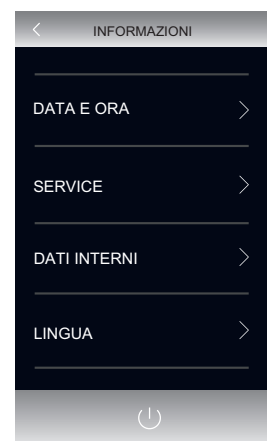 INFORMAZIONI
DATA E ORA
SERVICE
DATI INTERNI
LINGUA